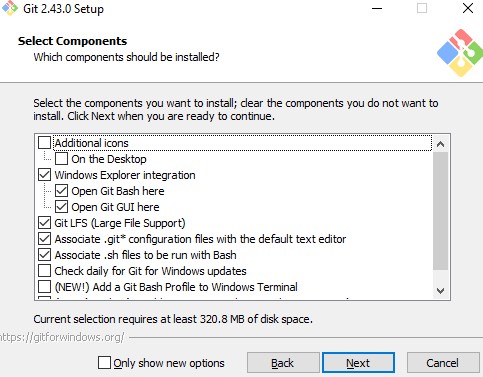 Git 2.43.0 Setup
Select Components
Which components should be installed?
Select the components you want to install; clear the components you do not want to
install. Click Next when you are ready to continue.
Additional icons
On the Desktop
Windows Explorer integration
Open Git Bash here
Open Git GUI here
Git LFS (Large File Support)
Associate .git* configuration files with the default text editor
Associate .sh files to be run with Bash
Check daily for Git for Windows updates
(NEW!) Add a Git Bash Profile to Windows Terminal
Current selection requires at least 320.8 MB of disk space.
https://gitforwindows.org/
Only show new options
Back
Next
Cancel